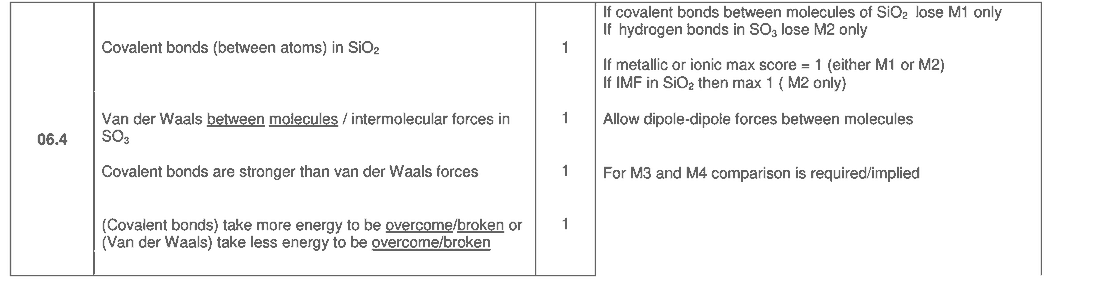 If covalent bonds between molecules of SiO₂ lose M1 only
If hydrogen bonds in SO₃ lose M2 only
Covalent bonds (between atoms) in SiO₂ 1
If metallic or ionic max score = 1 (either M1 or M2)
If IMF in SiO₂ then max 1 ( M2 only)
06.4
Van der Waals between molecules / intermolecular forces in
SO₃
1
Allow dipole-dipole forces between molecules
Covalent bonds are stronger than van der Waals forces 1
For M3 and M4 comparison is required/implied
(Covalent bonds) take more energy to be overcome/broken or
(Van der Waals) take less energy to be overcome/broken
1